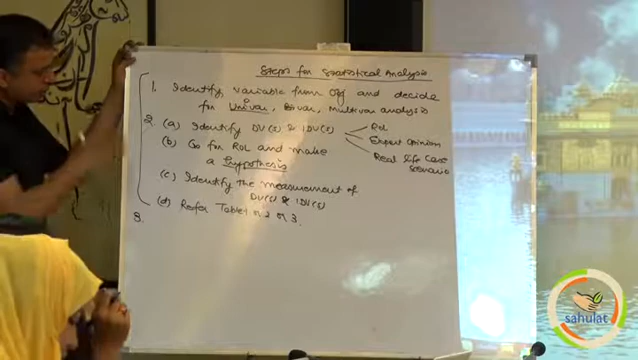 Steps for Statistical Analysis
1. Identify variable from Obj and decide
for Univar, Bivar, Multivar analysis
2. (a) Identify DV(s) & IDV(s)
RoL
Expert Opinion
Real life Case
Scenario
(b) Go for RoL and make
a Hypothesis
(c) Identify the measurement of
DV(s) & IDV(s)
(d) Refer Table 1 or 2 or 3.
3.
sahulat